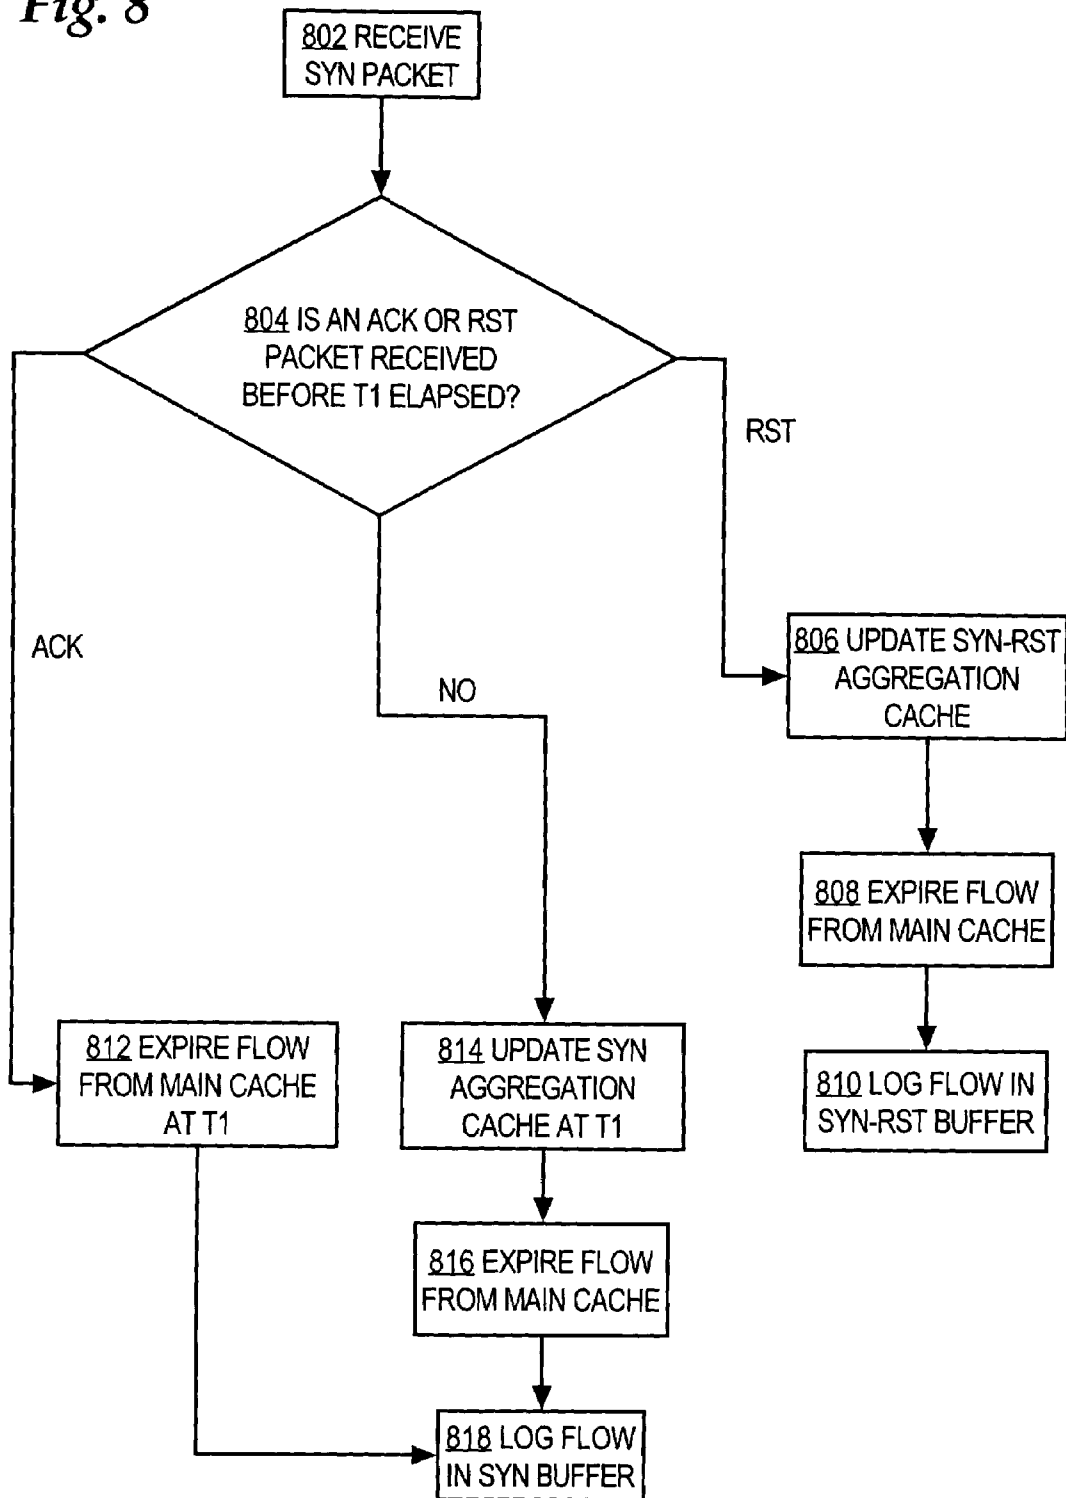 Fig. 8
802 RECEIVE
SYN PACKET
804 IS AN ACK OR RST
PACKET RECEIVED
BEFORE T1 ELAPSED?
RST
ACK
NO
806 UPDATE SYN-RST
AGGREGATION
CACHE
808 EXPIRE FLOW
FROM MAIN CACHE
810 LOG FLOW IN
SYN-RST BUFFER
812 EXPIRE FLOW
FROM MAIN CACHE
AT T1
814 UPDATE SYN
AGGREGATION
CACHE AT T1
816 EXPIRE FLOW
FROM MAIN CACHE
818 LOG FLOW
IN SYN BUFFER